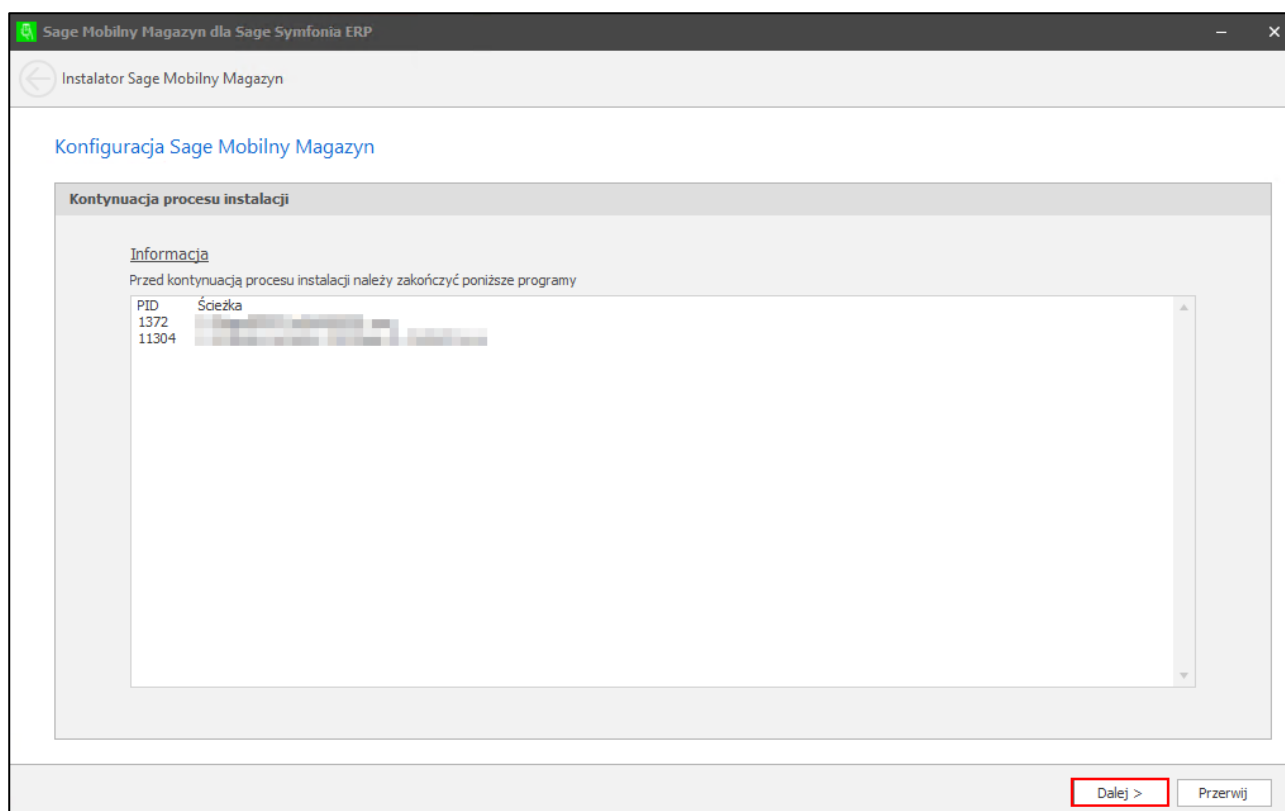 Sage Mobilny Magazyn dla Sage Symfonia ERP
Instalator Sage Mobilny Magazyn
Konfiguracja Sage Mobilny Magazyn
Kontynuacja procesu instalacji
Informacja
Przed kontynuacją procesu instalacji należy zakończyć poniższe programy
PID Ścieżka
1372
11304
Dalej > Przerwij